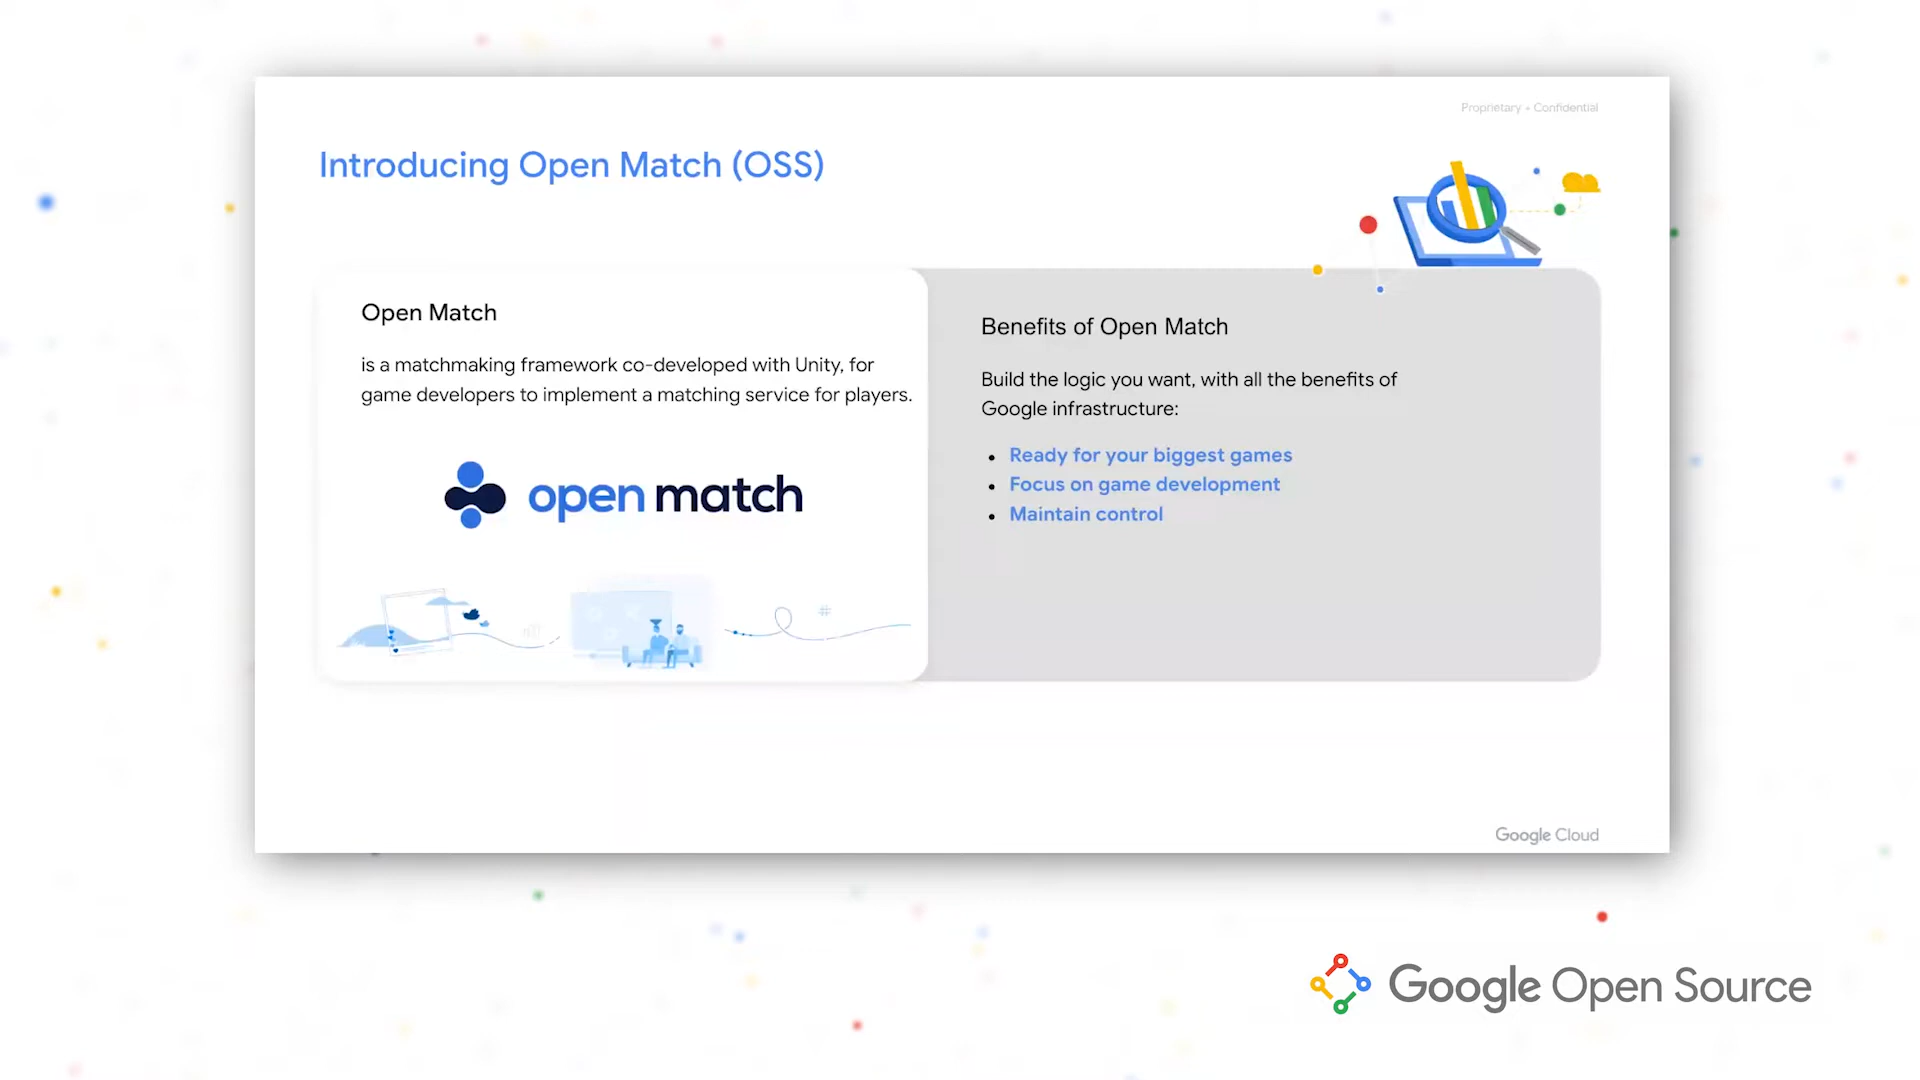 Proprietary + Confidential
Introducing Open Match (OSS)
Open Match
is a matchmaking framework co-developed with Unity, for
game developers to implement a matching service for players.
open match
#
Benefits of Open Match
Build the logic you want, with all the benefits of
Google infrastructure:
• Ready for your biggest games
• Focus on game development
• Maintain control
Google Cloud
Google Open Source